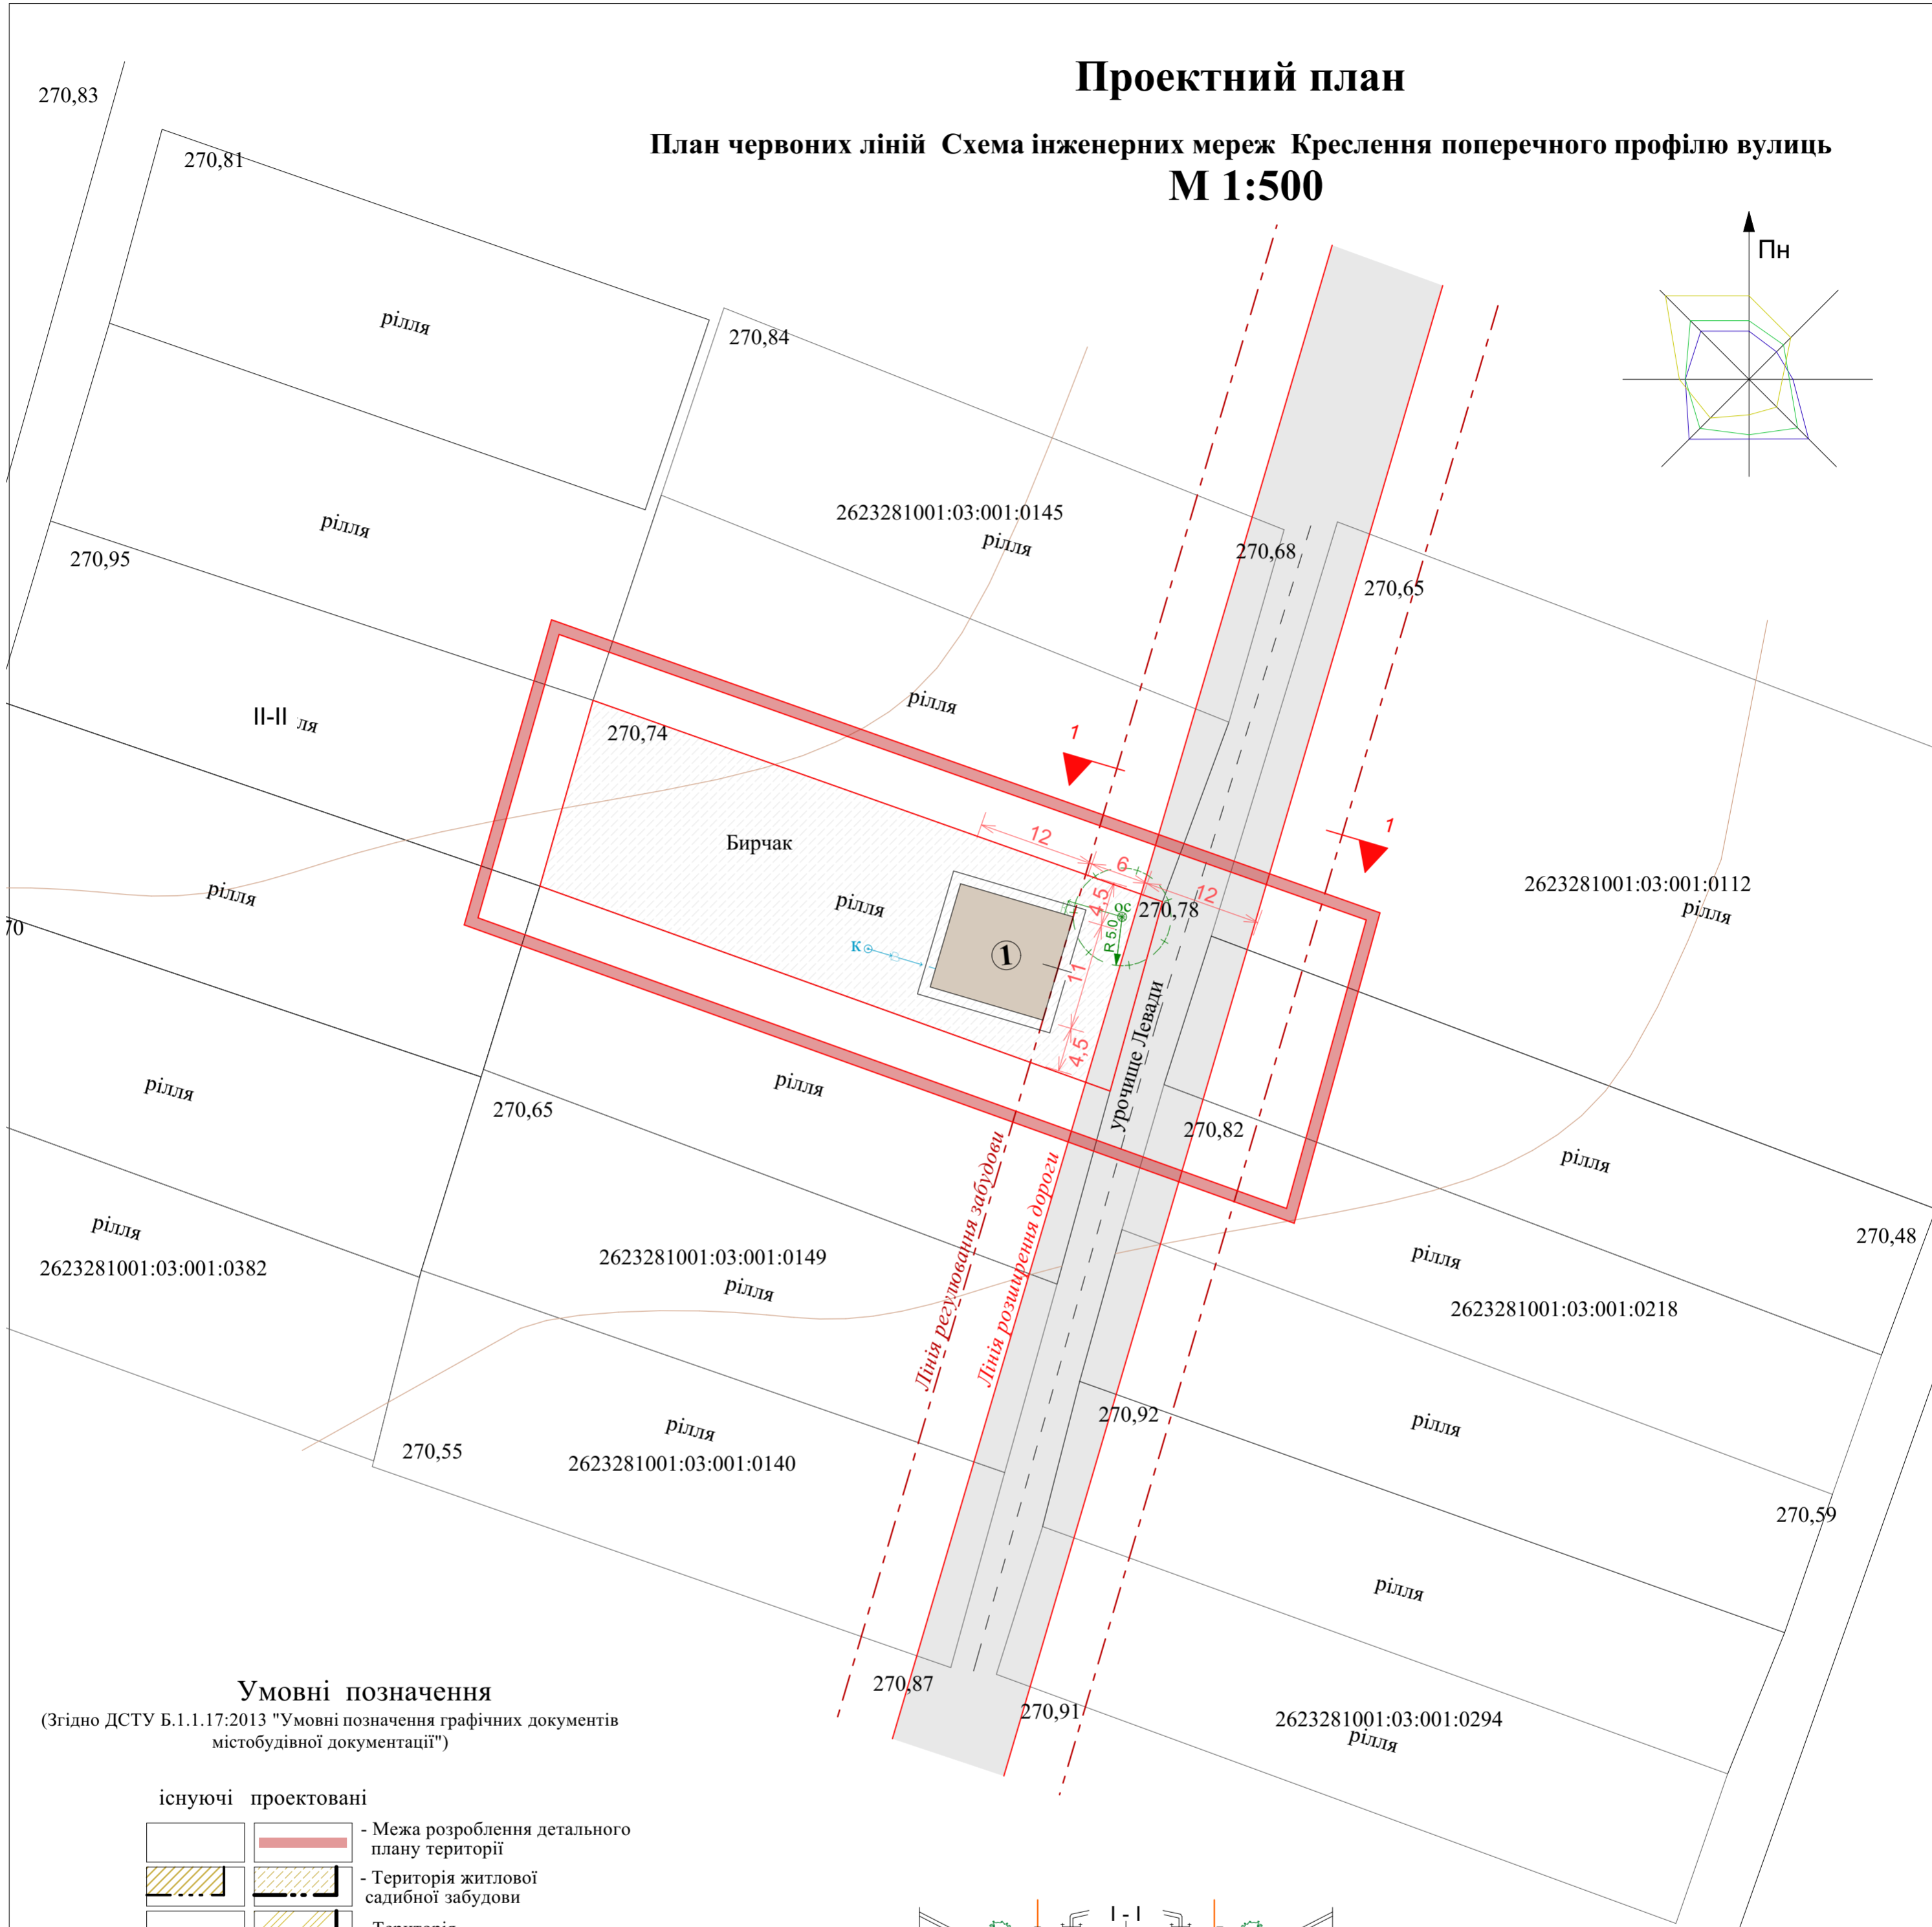 Проектний план
План червоних ліній Схема інженерних мереж Креслення поперечного профілю вулиць
М 1:500
Пн
270,83
270,81
рілля
270,84
рілля
2623281001:03:001:0145
рілля
270,68
270,65
270,95
рілля
II-II ля
270,74
1
Бирчак
12
6
12
1
2623281001:03:001:0112
рілля
рілля
рілля
4,5
ос
270,78
R 5.0
к
1
11
70
4,5
урочище Левади
рілля
рілля
270,65
270,82
рілля
рілля
2623281001:03:001:0382
2623281001:03:001:0149
рілля
Лінія регулювання забудови
Лінія розширення дороги
рілля
270,48
2623281001:03:001:0218
270,92
рілля
рілля
270,55
2623281001:03:001:0140
270,59
рілля
270,87
270,91
2623281001:03:001:0294
рілля
Умовні позначення
(Згідно ДСТУ Б.1.1.17:2013 "Умовні позначення графічних документів
містобудівної документації")
існуючі проектовані
- Межа розроблення детального
плану території
- Територія житлової
садибної забудови
I - I